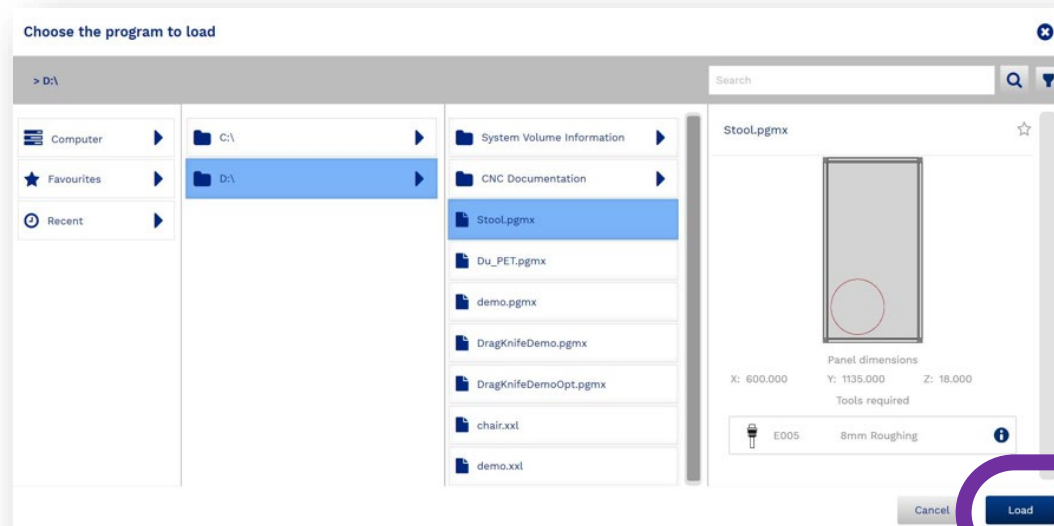 Choose the program to load
> D:\
Search
Computer
Favourites
Recent
C:\
D:\
System Volume Information
CNC Documentation
Stool.pgmx
Du_PET.pgmx
demo.pgmx
DragKnifeDemo.pgmx
DragKnifeDemoOpt.pgmx
chair.xxl
demo.xxl
Stool.pgmx
Panel dimensions
X: 600.000 Y: 1135.000 Z: 18.000
Tools required
E005 8mm Roughing
Cancel Load